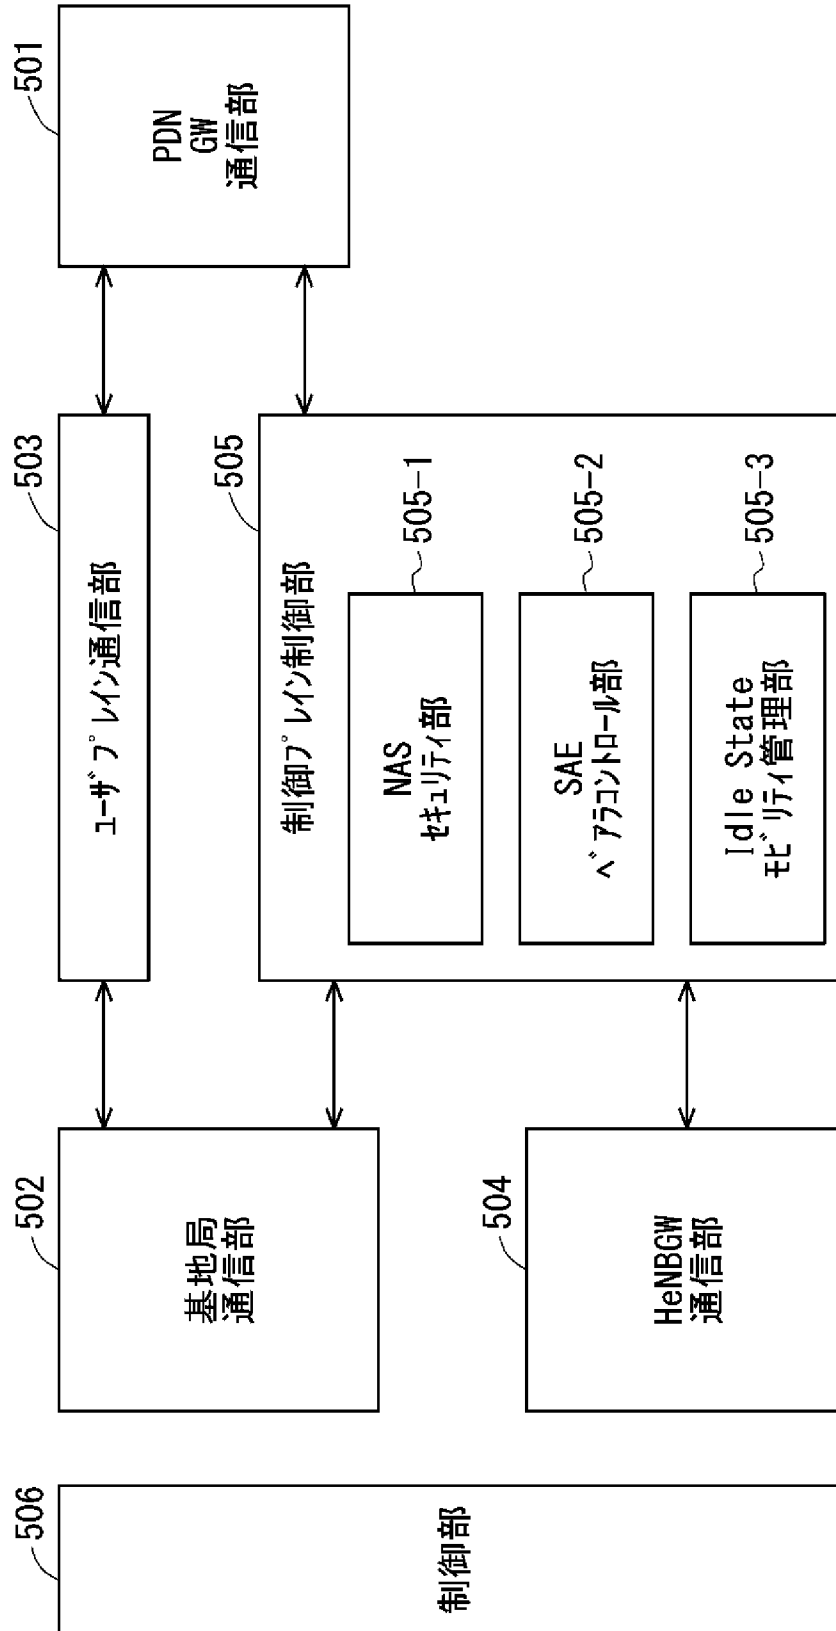 501
PDN
GW
通信部
503
ﾕｰｻﾞﾌﾟﾚｲﾝ通信部
505
制御ﾌﾟﾚｲﾝ制御部
505-1
NAS
ｾｷｭﾘﾃｨ部
505-2
SAE
ﾍﾞｱﾗｺﾝﾄﾛｰﾙ部
505-3
Idle State
ﾓﾋﾞﾘﾃｨ管理部
502
基地局
通信部
504
HeNBGW
通信部
506
制御部